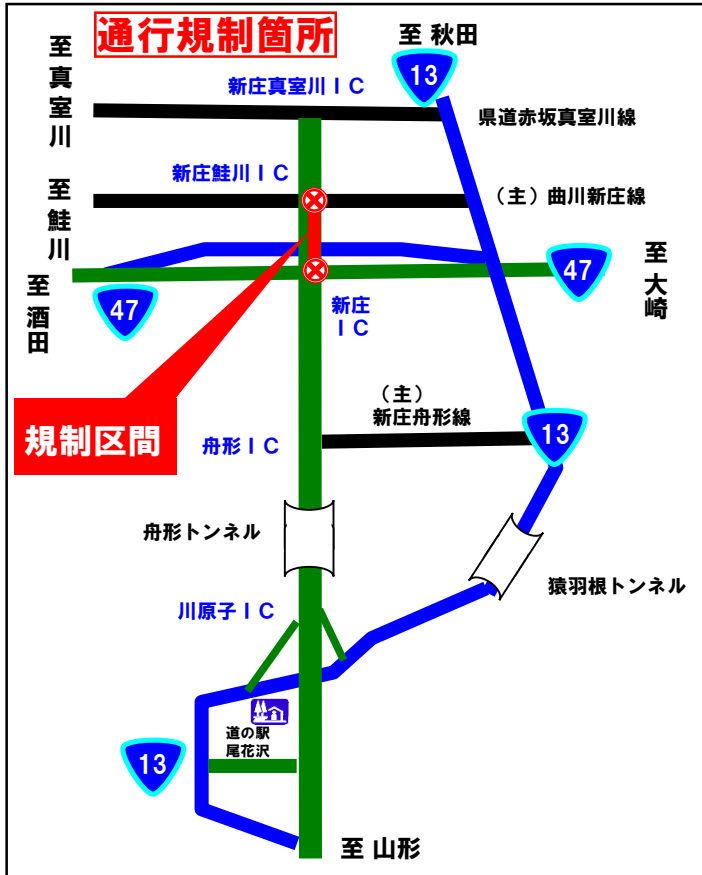 通行規制箇所
至 秋田
至真室川
13
新庄真室川ＩＣ
県道赤坂真室川線
新庄鮭川ＩＣ
（主）曲川新庄線
至鮭川
至大崎
47
至酒田
47
新庄
ＩＣ
規制区間
（主）
新庄舟形線
13
舟形ＩＣ
舟形トンネル
猿羽根トンネル
川原子ＩＣ
道の駅
尾花沢
13
至 山形